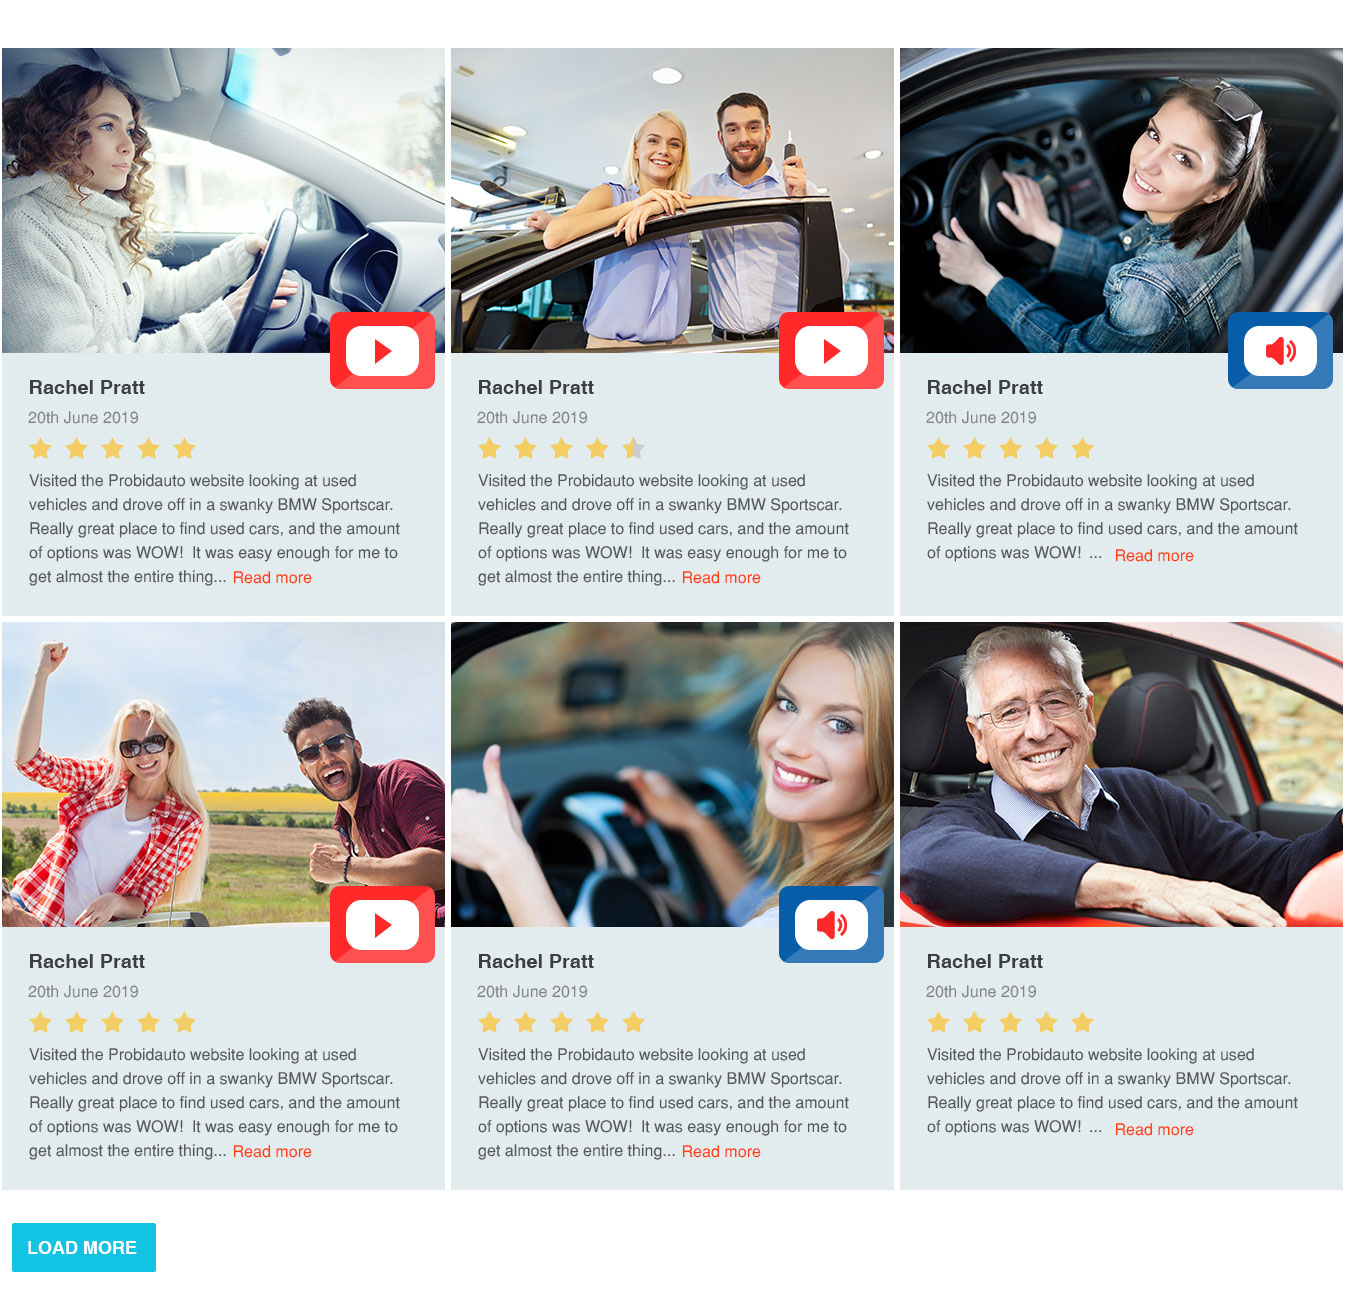 Rachel Pratt
20th June 2019
Visited the Probidauto website looking at used
vehicles and drove off in a swanky BMW Sportscar.
Really great place to find used cars, and the amount
of options was WOW!  It was easy enough for me to
get almost the entire thing... Read more
Rachel Pratt
20th June 2019
Visited the Probidauto website looking at used
vehicles and drove off in a swanky BMW Sportscar.
Really great place to find used cars, and the amount
of options was WOW!  It was easy enough for me to
get almost the entire thing... Read more
Rachel Pratt
20th June 2019
Visited the Probidauto website looking at used
vehicles and drove off in a swanky BMW Sportscar.
Really great place to find used cars, and the amount
of options was WOW!  ... Read more
Rachel Pratt
20th June 2019
Visited the Probidauto website looking at used
vehicles and drove off in a swanky BMW Sportscar.
Really great place to find used cars, and the amount
of options was WOW!  It was easy enough for me to
get almost the entire thing... Read more
Rachel Pratt
20th June 2019
Visited the Probidauto website looking at used
vehicles and drove off in a swanky BMW Sportscar.
Really great place to find used cars, and the amount
of options was WOW!  It was easy enough for me to
get almost the entire thing... Read more
Rachel Pratt
20th June 2019
Visited the Probidauto website looking at used
vehicles and drove off in a swanky BMW Sportscar.
Really great place to find used cars, and the amount
of options was WOW!  ... Read more
LOAD MORE